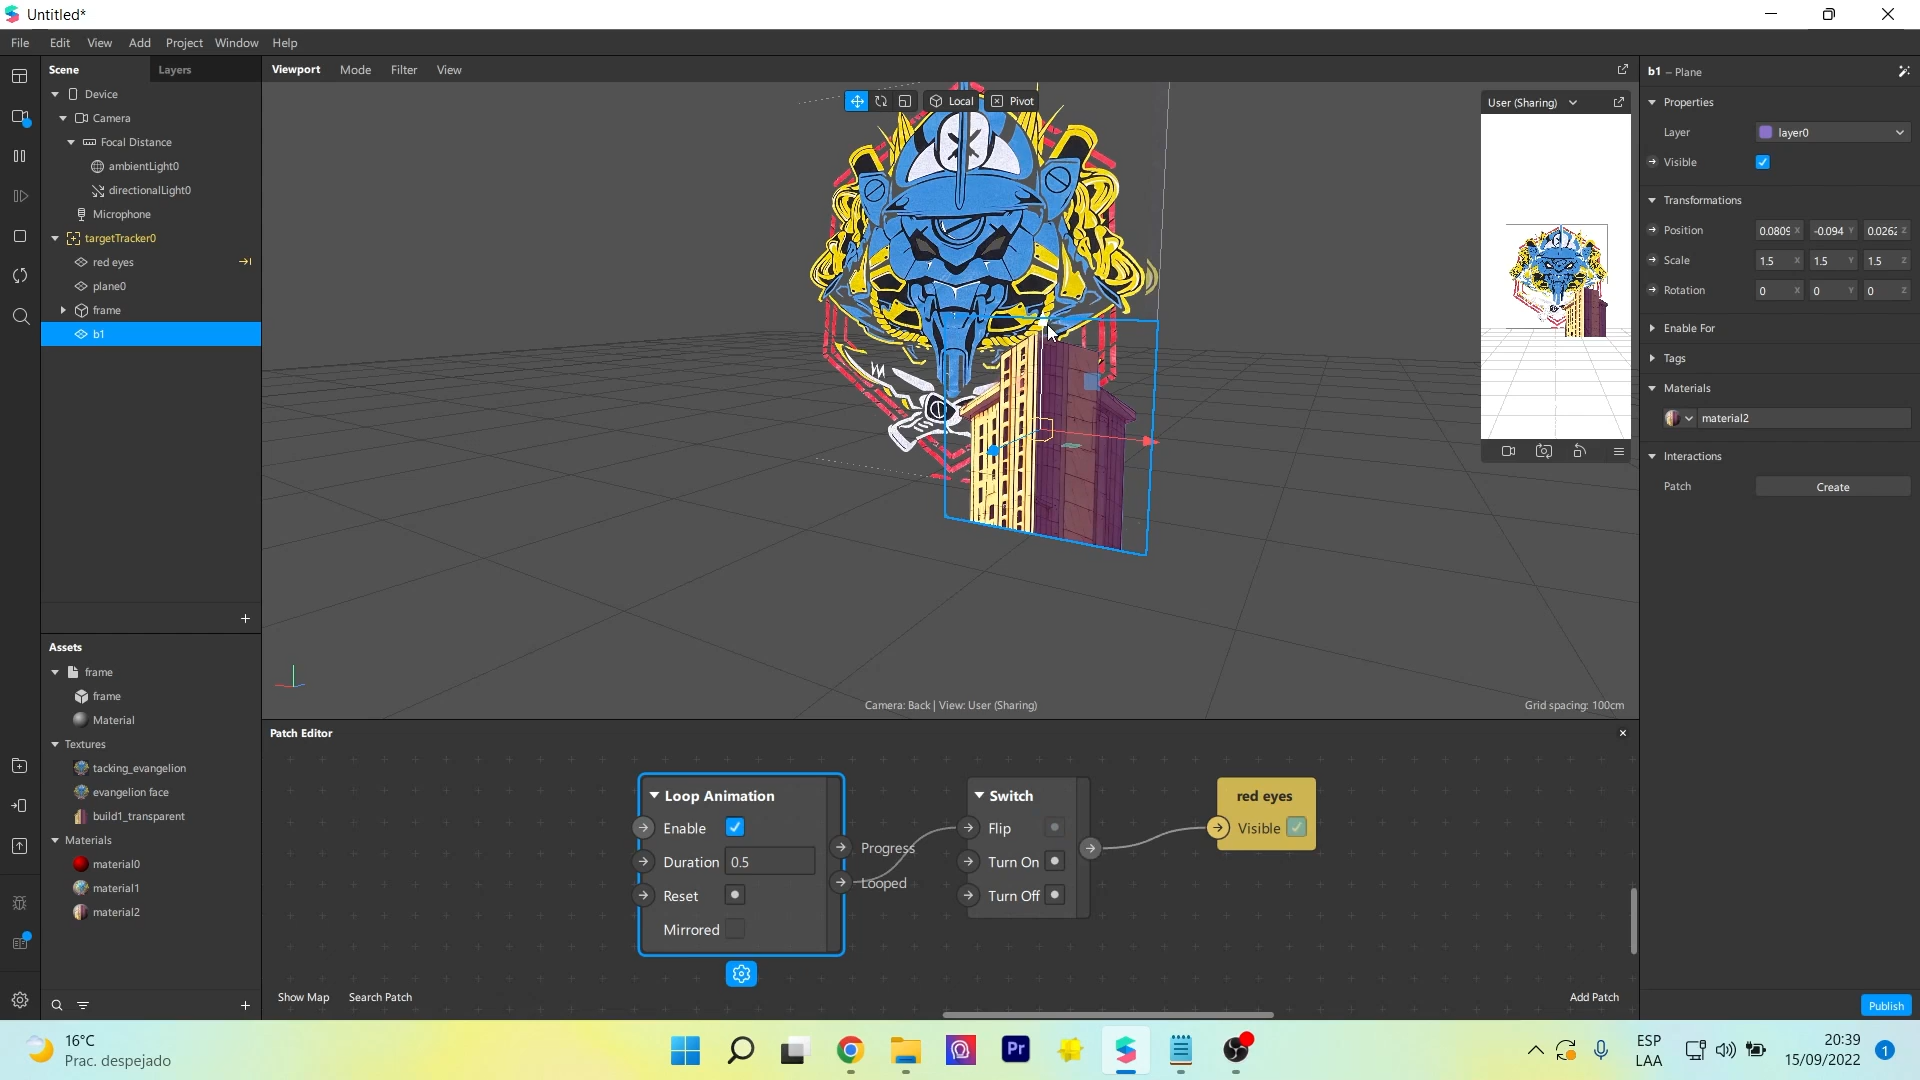 Untitled*
File Edit View Add Project Window Help
Scene Layers
Device
Camera
Focal Distance
ambientLight0
directionalLight0
Microphone
targetTracker0
red eyes
plane0
frame
b1
+
Assets
frame
frame
Material
Textures
tacking_evangelion
evangelion face
build1_transparent
Materials
material0
material1
material2
+
Viewport Mode Filter View
Local Pivot
User (Sharing)
Camera: Back | View: User (Sharing)
Grid spacing: 100cm
Patch Editor
Loop Animation
Enable
Duration 0.5
Reset
Mirrored
Progress
Looped
Switch
Flip
Turn On
Turn Off
red eyes
Visible
Show Map Search Patch
Add Patch
b1 – Plane
Properties
Layer layer0
Visible
Transformations
Position 0.0809 X -0.094 Y 0.0262 Z
Scale 1.5 X 1.5 Y 1.5 Z
Rotation 0 X 0 Y 0 Z
Enable For
Tags
Materials
material2
Interactions
Patch Create
Publish
16°C
Prac. despejado
Pr
ESP
LAA
20:39
15/09/2022
1